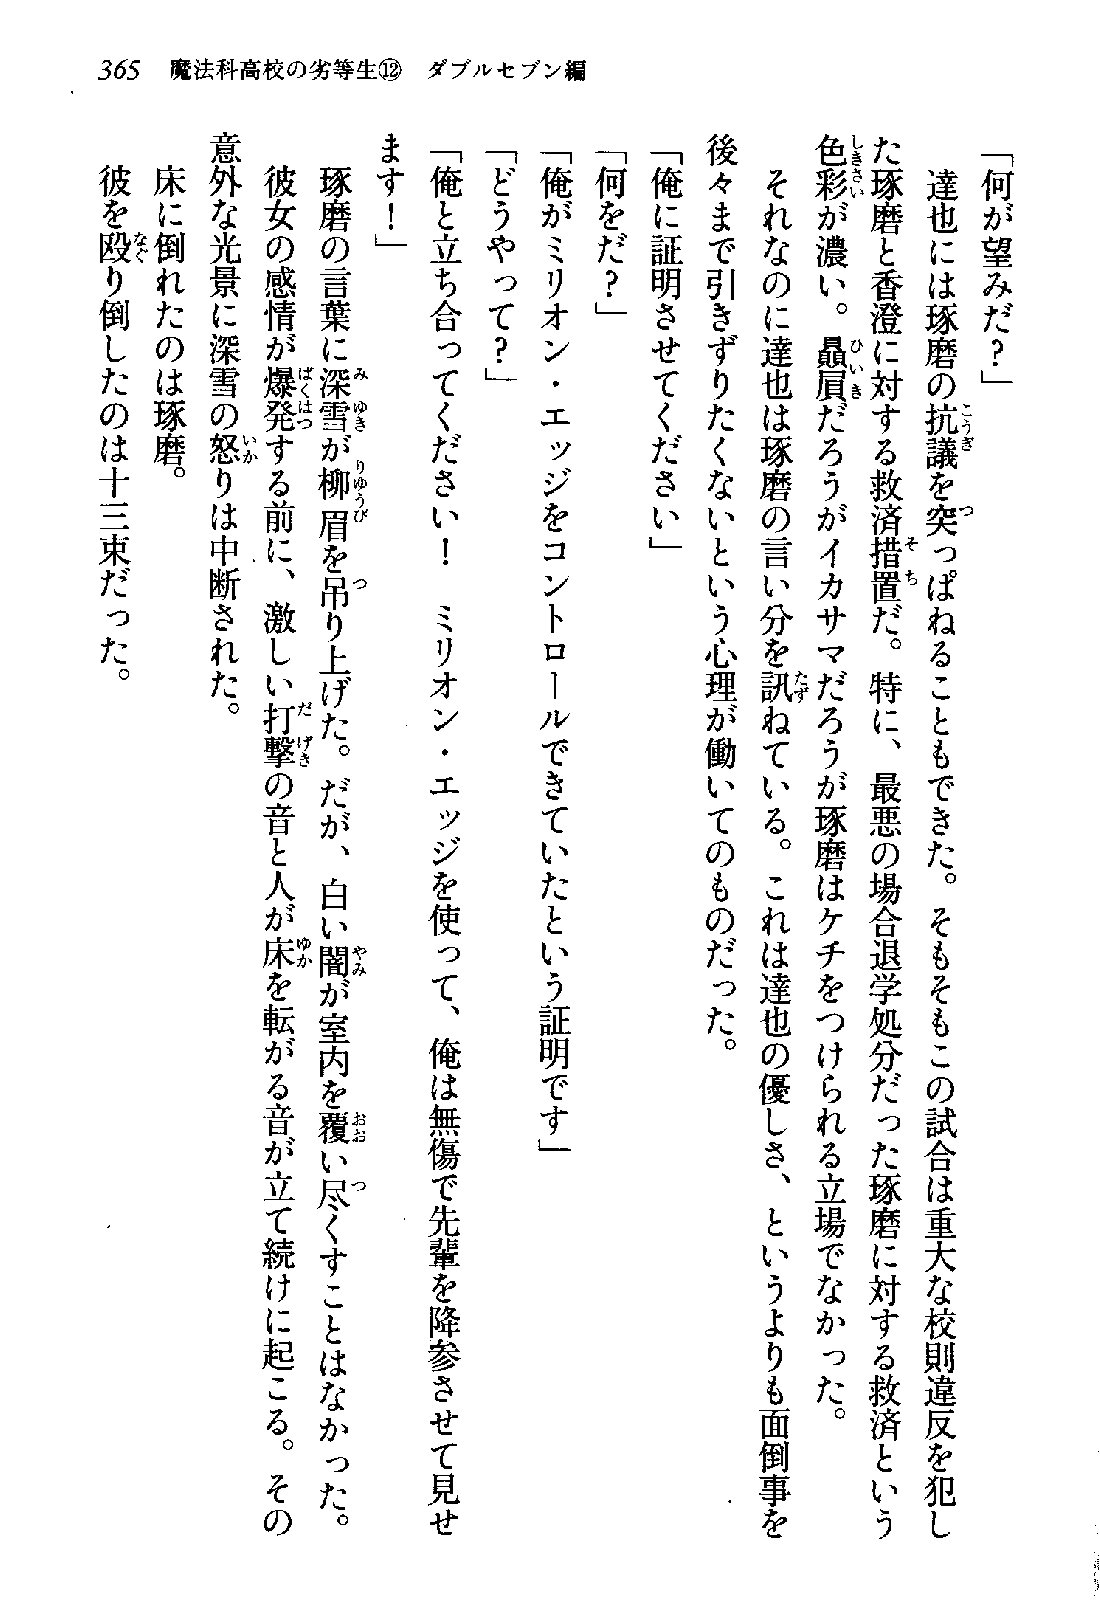 365　魔法科高校の劣等生⑫　ダブルセブン編
「何が望みだ？」
　達也には琢磨の抗議を突っぱねることもできた。そもそもこの試合は重大な校則違反を犯し
た琢磨と香澄に対する救済措置だ。特に、最悪の場合退学処分だった琢磨に対する救済という
色彩が濃い。贔屓だろうがイカサマだろうが琢磨はケチをつけられる立場でなかった。
　それなのに達也は琢磨の言い分を訊ねている。これは達也の優しさ、というよりも面倒事を
後々まで引きずりたくないという心理が働いてのものだった。
「俺に証明させてください」
「何をだ？」
「俺がミリオン・エッジをコントロールできていたという証明です」
「どうやって？」
「俺と立ち合ってください！　ミリオン・エッジを使って、俺は無傷で先輩を降参させて見せ
ます！」
　琢磨の言葉に深雪が柳眉を吊り上げた。だが、白い闇が室内を覆い尽くすことはなかった。
　彼女の感情が爆発する前に、激しい打撃の音と人が床を転がる音が立て続けに起こる。その
意外な光景に深雪の怒りは中断された。
　床に倒れたのは琢磨。
　彼を殴り倒したのは十三束だった。